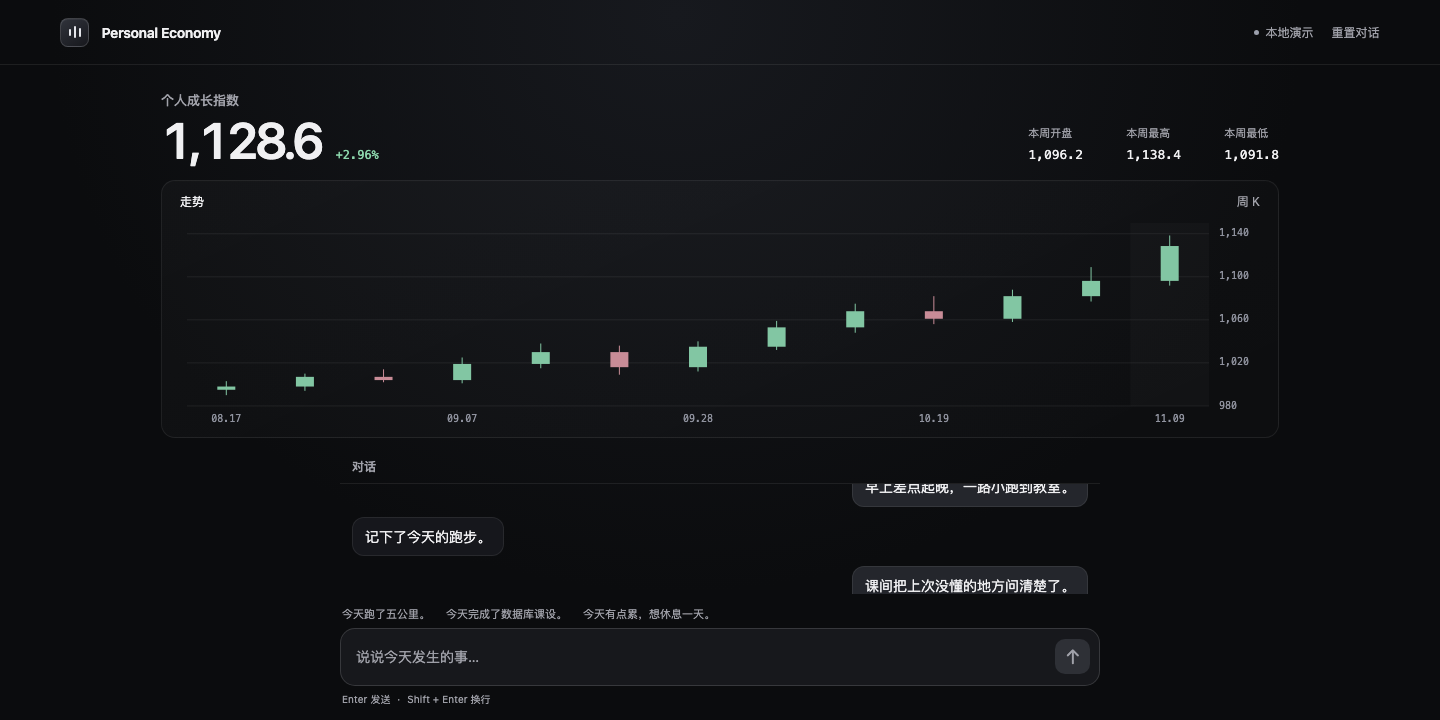 Personal Economy
本地演示
重置对话
个人成长指数
1,128.6
+2.96%
本周开盘
1,096.2
本周最高
1,138.4
本周最低
1,091.8
走势
周 K
1,140
1,100
1,060
1,020
980
08.17
09.07
09.28
10.19
11.09
对话
早上差点起晚，一路小跑到教室。
记下了今天的跑步。
课间把上次没懂的地方问清楚了。
今天跑了五公里。
今天完成了数据库课设。
今天有点累，想休息一天。
说说今天发生的事…
Enter 发送 · Shift + Enter 换行